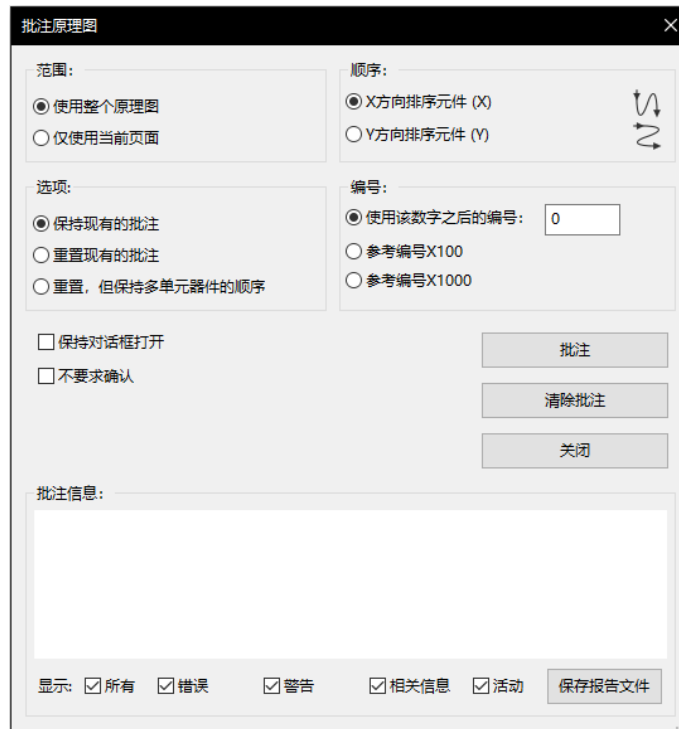 批注原理图
范围:
使用整个原理图
仅使用当前页面
顺序:
X方向排序元件 (X)
Y方向排序元件 (Y)
选项:
保持现有的批注
重置现有的批注
重置，但保持多单元器件的顺序
编号:
使用该数字之后的编号: 0
参考编号X100
参考编号X1000
保持对话框打开
不要求确认
批注
清除批注
关闭
批注信息:
显示: 所有 错误 警告 相关信息 活动 保存报告文件